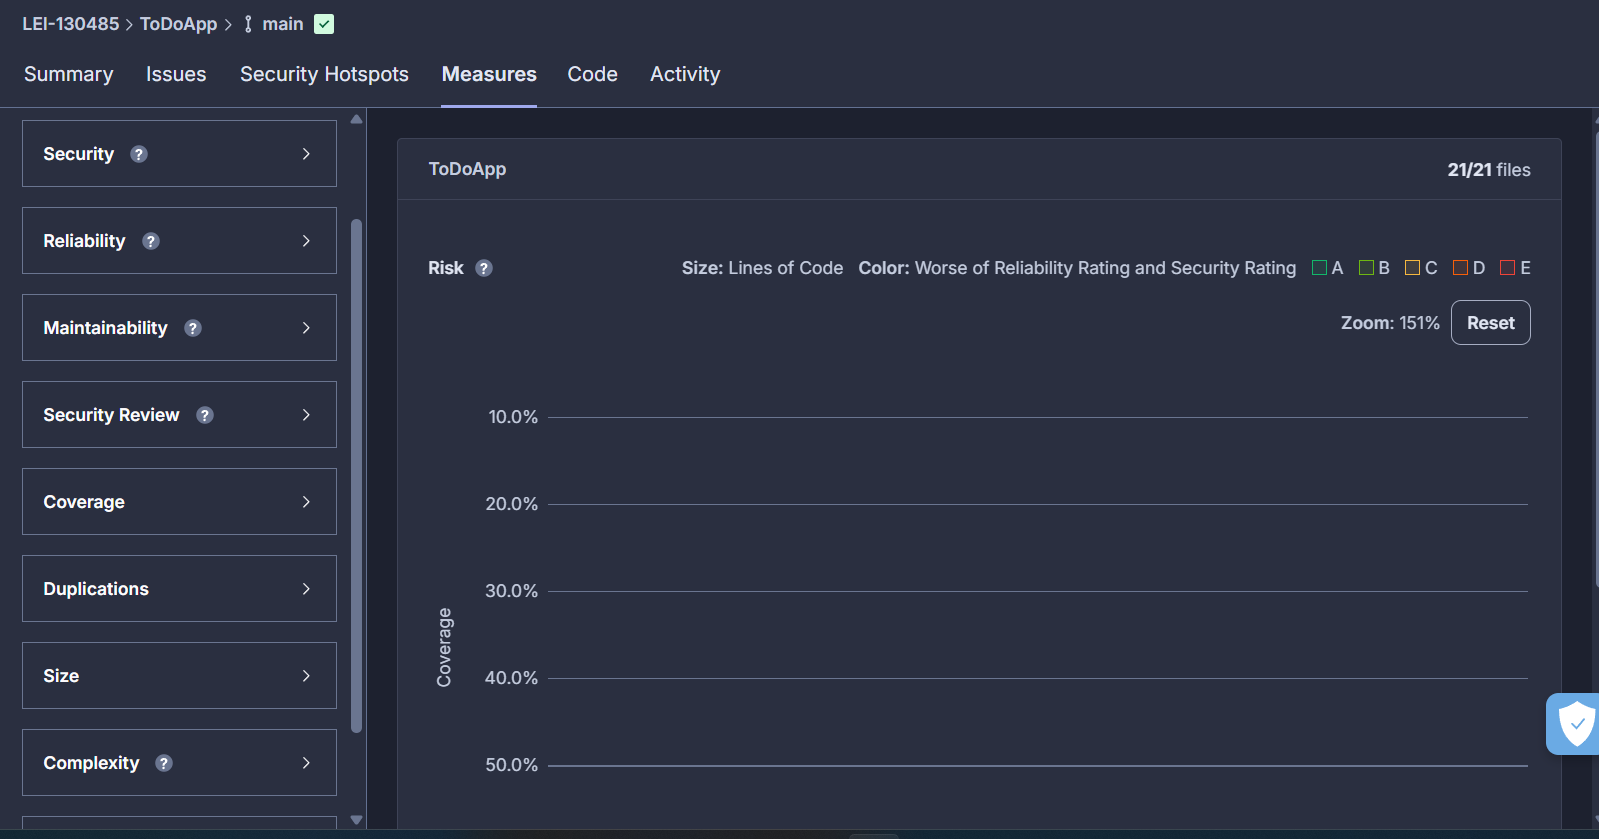 LEI-130485 > ToDoApp > main
Summary Issues Security Hotspots Measures Code Activity
Security ?
Reliability ?
Maintainability ?
Security Review ?
Coverage
Duplications
Size
Complexity ?
ToDoApp 21/21 files
Risk ? Size: Lines of Code Color: Worse of Reliability Rating and Security Rating A B C D E
Zoom: 151% Reset
10.0%
20.0%
30.0%
40.0%
50.0%
Coverage